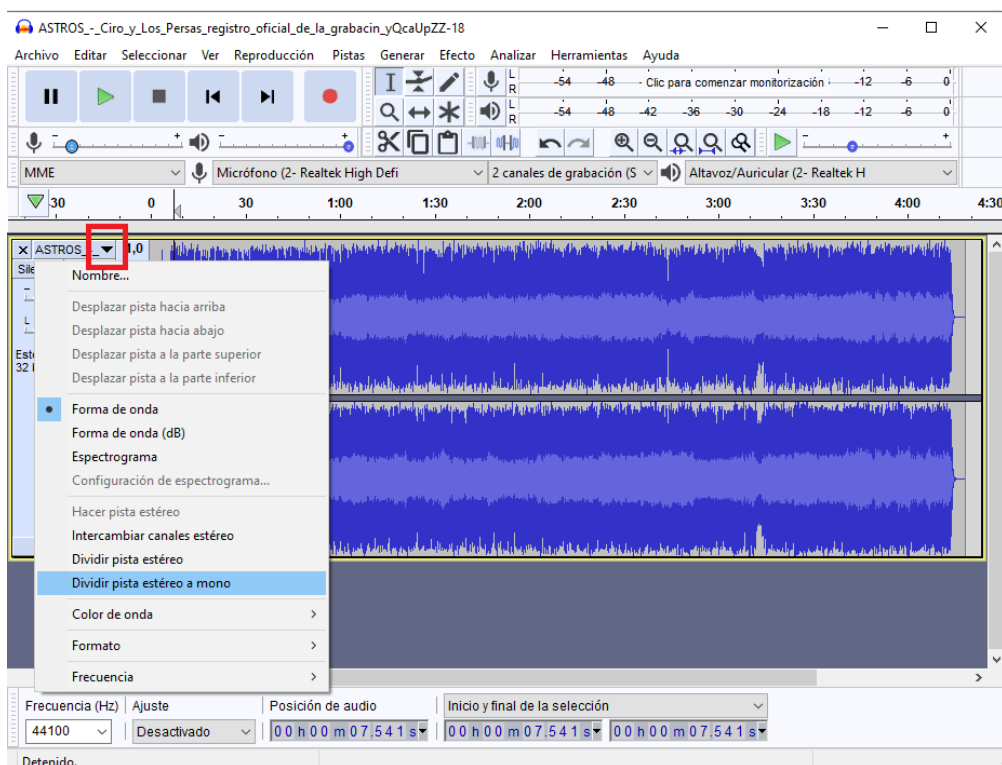 ASTROS_-_Ciro_y_Los_Persas_registro_oficial_de_la_grabacin_yQcaUpZZ-18
Archivo Editar Seleccionar Ver Reproducción Pistas Generar Efecto Analizar Herramientas Ayuda
L R -54 -48 Clic para comenzar monitorización -12 -6 0
L R -54 -48 -42 -36 -30 -24 -18 -12 -6 0
MME Micrófono (2- Realtek High Defi 2 canales de grabación (S Altavoz/Auricular (2- Realtek H
30 0 30 1:00 1:30 2:00 2:30 3:00 3:30 4:00 4:30
X ASTROS_-_ 1,0
Sile
L
Esté
32
Nombre...
Desplazar pista hacia arriba
Desplazar pista hacia abajo
Desplazar pista a la parte superior
Desplazar pista a la parte inferior
Forma de onda
Forma de onda (dB)
Espectrograma
Configuración de espectrograma...
Hacer pista estéreo
Intercambiar canales estéreo
Dividir pista estéreo
Dividir pista estéreo a mono
Color de onda
Formato
Frecuencia
Frecuencia (Hz) Ajuste Posición de audio Inicio y final de la selección
44100 Desactivado 00 h 00 m 07.541 s 00 h 00 m 07.541 s 00 h 00 m 07.541 s
Detenido.